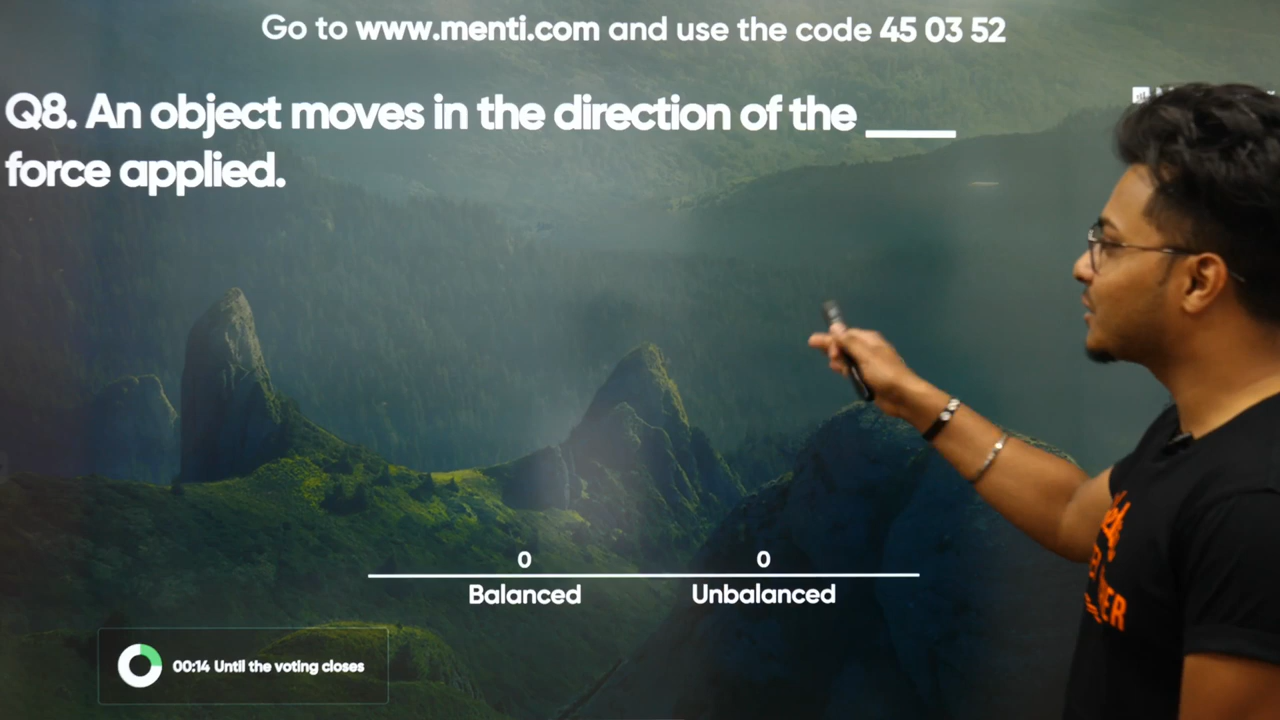 Go to www.menti.com and use the code 45 03 52
Q8. An object moves in the direction of the ____
force applied.
0
0
Balanced
Unbalanced
00:14 Until the voting closes